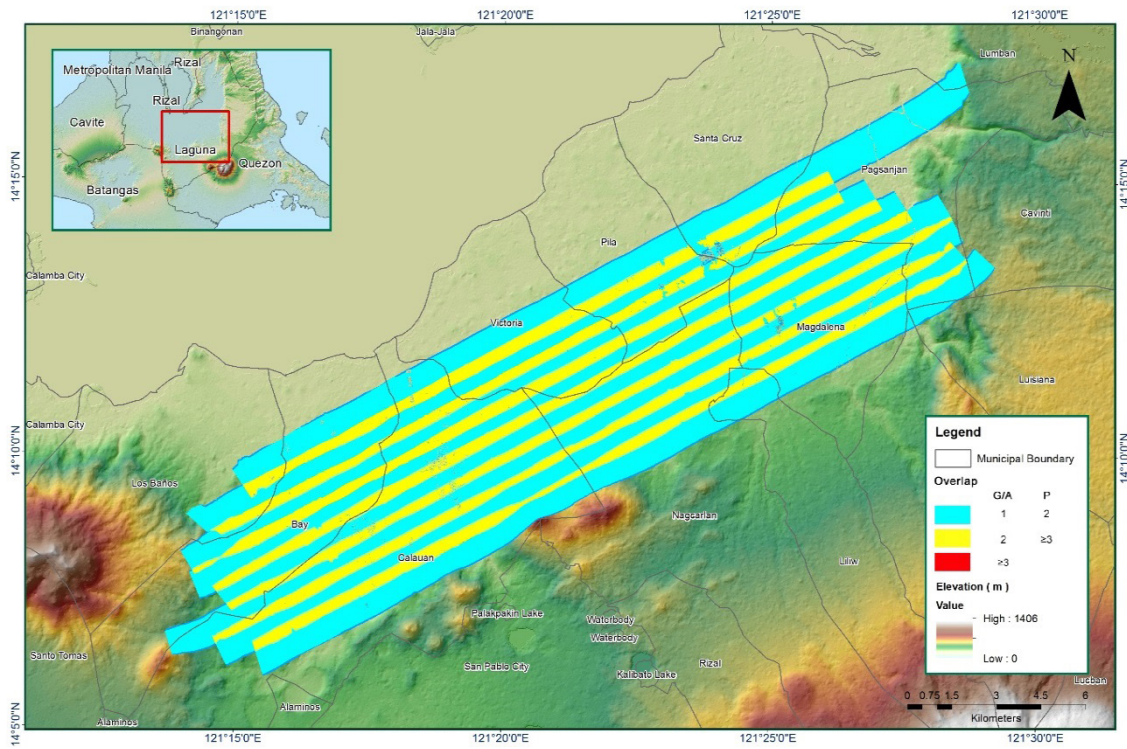 121°15'0"E 121°20'0"E 121°25'0"E 121°30'0"E
Binangonan
Jala-Jala
Lumban
N
Rizal
Metropolitan Manila
Rizal
Cavite
Laguna
Quezon
Batangas
Santa Cruz
14°15'0"N
14°15'0"N
Pagsanjan
Cavinti
Pila
Calamba City
Victoria
Magdalena
Luisiana
Calamba City
14°10'0"N
14°10'0"N
Los Baños
Bay
Nagcarlan
Calauan
Liliw
Palakpakin Lake
Waterbody
Waterbody
Santo Tomas
San Pablo City
Kalibato Lake
Rizal
Lucban
Alaminos
Alaminos
14°5'0"N
14°5'0"N
Legend
Municipal Boundary
Overlap
G/A P
1 2
2 ≥3
≥3
Elevation ( m )
Value
High : 1406
Low : 0
0 0.75 1.5 3 4.5 6
Kilometers
121°15'0"E 121°20'0"E 121°25'0"E 121°30'0"E